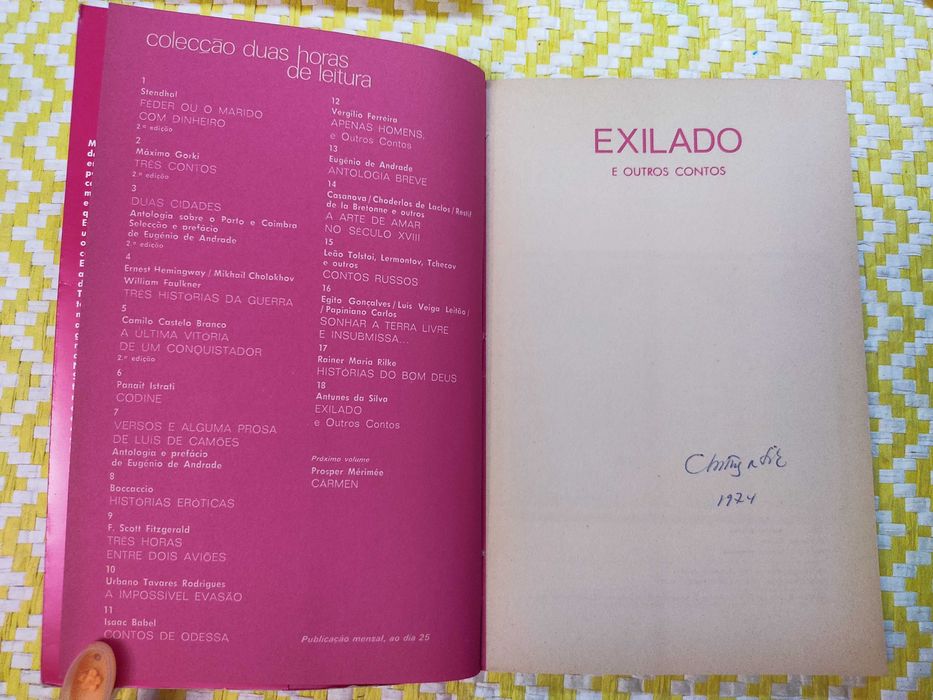 colecção duas horas
de leitura
1
Stendhal
FÉDER OU O MARIDO
COM DINHEIRO
2.ª edição
2
Máximo Gorki
TRÊS CONTOS
2.ª edição
3
DUAS CIDADES
Antologia sobre o Porto e Coimbra
Selecção e prefácio
de Eugénio de Andrade
2.ª edição
4
Ernest Hemingway/Mikhail Cholokhov
William Faulkner
TRÊS HISTÓRIAS DA GUERRA
5
Camilo Castelo Branco
A ÚLTIMA VITÓRIA
DE UM CONQUISTADOR
2.ª edição
6
Panait Istrati
CODINE
7
VERSOS E ALGUMA PROSA
DE LUÍS DE CAMÕES
Antologia e prefácio
de Eugénio de Andrade
8
Boccaccio
HISTÓRIAS ERÓTICAS
9
F. Scott Fitzgerald
TRÊS HORAS
ENTRE DOIS AVIÕES
10
Urbano Tavares Rodrigues
A IMPOSSÍVEL EVASÃO
11
Isaac Babel
CONTOS DE ODESSA
12
Vergílio Ferreira
APENAS HOMENS,
e Outros Contos
13
Eugénio de Andrade
ANTOLOGIA BREVE
14
Casanova/Choderlos de Laclos/Restif
de la Bretonne e outros
A ARTE DE AMAR
NO SÉCULO XVIII
15
Leão Tolstoi, Lermontov, Tchecov
e outros
CONTOS RUSSOS
16
Egito Gonçalves/Luís Veiga Leitão/
/Papiniano Carlos
SONHAR A TERRA LIVRE
E INSUBMISSA...
17
Rainer Maria Rilke
HISTÓRIAS DO BOM DEUS
18
Antunes da Silva
EXILADO
e Outros Contos
Próximo volume
Prosper Mérimée
CARMEN
Publicação mensal, ao dia 25
EXILADO
E OUTROS CONTOS
1974